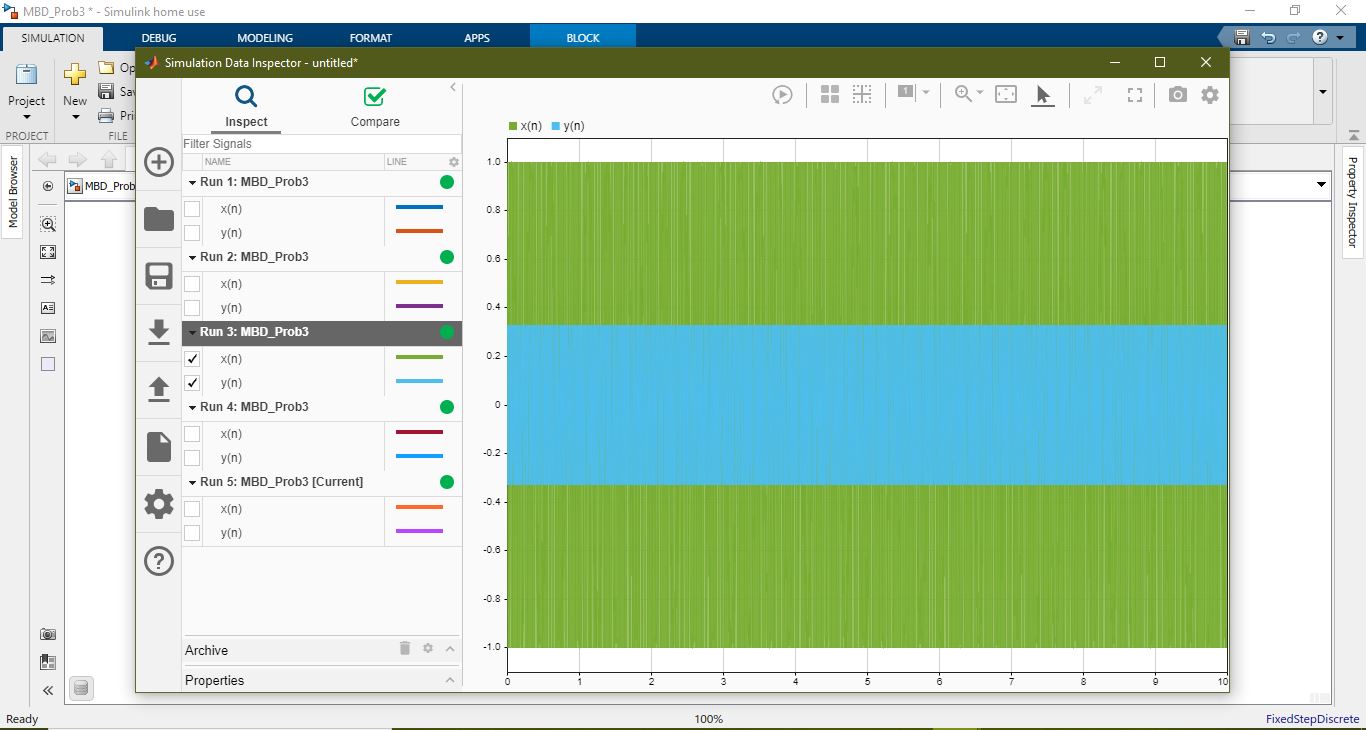 MBD_Prob3 * - Simulink home use
SIMULATION DEBUG MODELING FORMAT APPS BLOCK
Project
New
Op
Sav
Pri
PROJECT
FILE
Simulation Data Inspector - untitled*
Model Browser
MBD_Prob
Property Inspector
Inspect
Compare
Filter Signals
NAME LINE
Run 1: MBD_Prob3
x(n)
y(n)
Run 2: MBD_Prob3
x(n)
y(n)
Run 3: MBD_Prob3
x(n)
y(n)
Run 4: MBD_Prob3
x(n)
y(n)
Run 5: MBD_Prob3 [Current]
x(n)
y(n)
Archive
Properties
1
x(n) y(n)
1.0
0.8
0.6
0.4
0.2
0
-0.2
-0.4
-0.6
-0.8
-1.0
0 1 2 3 4 5 6 7 8 9 10
Ready
100%
FixedStepDiscrete